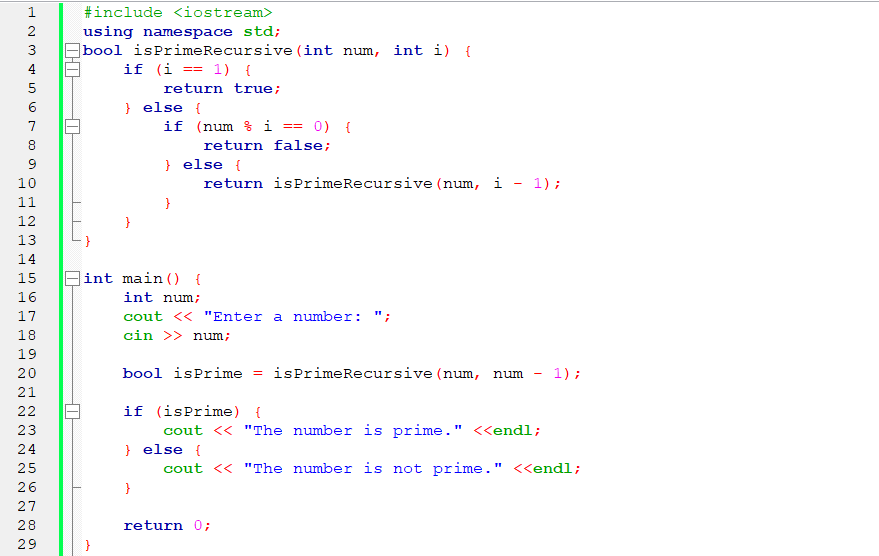 1 #include <iostream>
2 using namespace std;
3 bool isPrimeRecursive(int num, int i) {
4 if (i == 1) {
5 return true;
6 } else {
7 if (num % i == 0) {
8 return false;
9 } else {
10 return isPrimeRecursive(num, i - 1);
11 }
12 }
13 }
14
15 int main() {
16 int num;
17 cout << "Enter a number: ";
18 cin >> num;
19
20 bool isPrime = isPrimeRecursive(num, num - 1);
21
22 if (isPrime) {
23 cout << "The number is prime." <<endl;
24 } else {
25 cout << "The number is not prime." <<endl;
26 }
27
28 return 0;
29 }